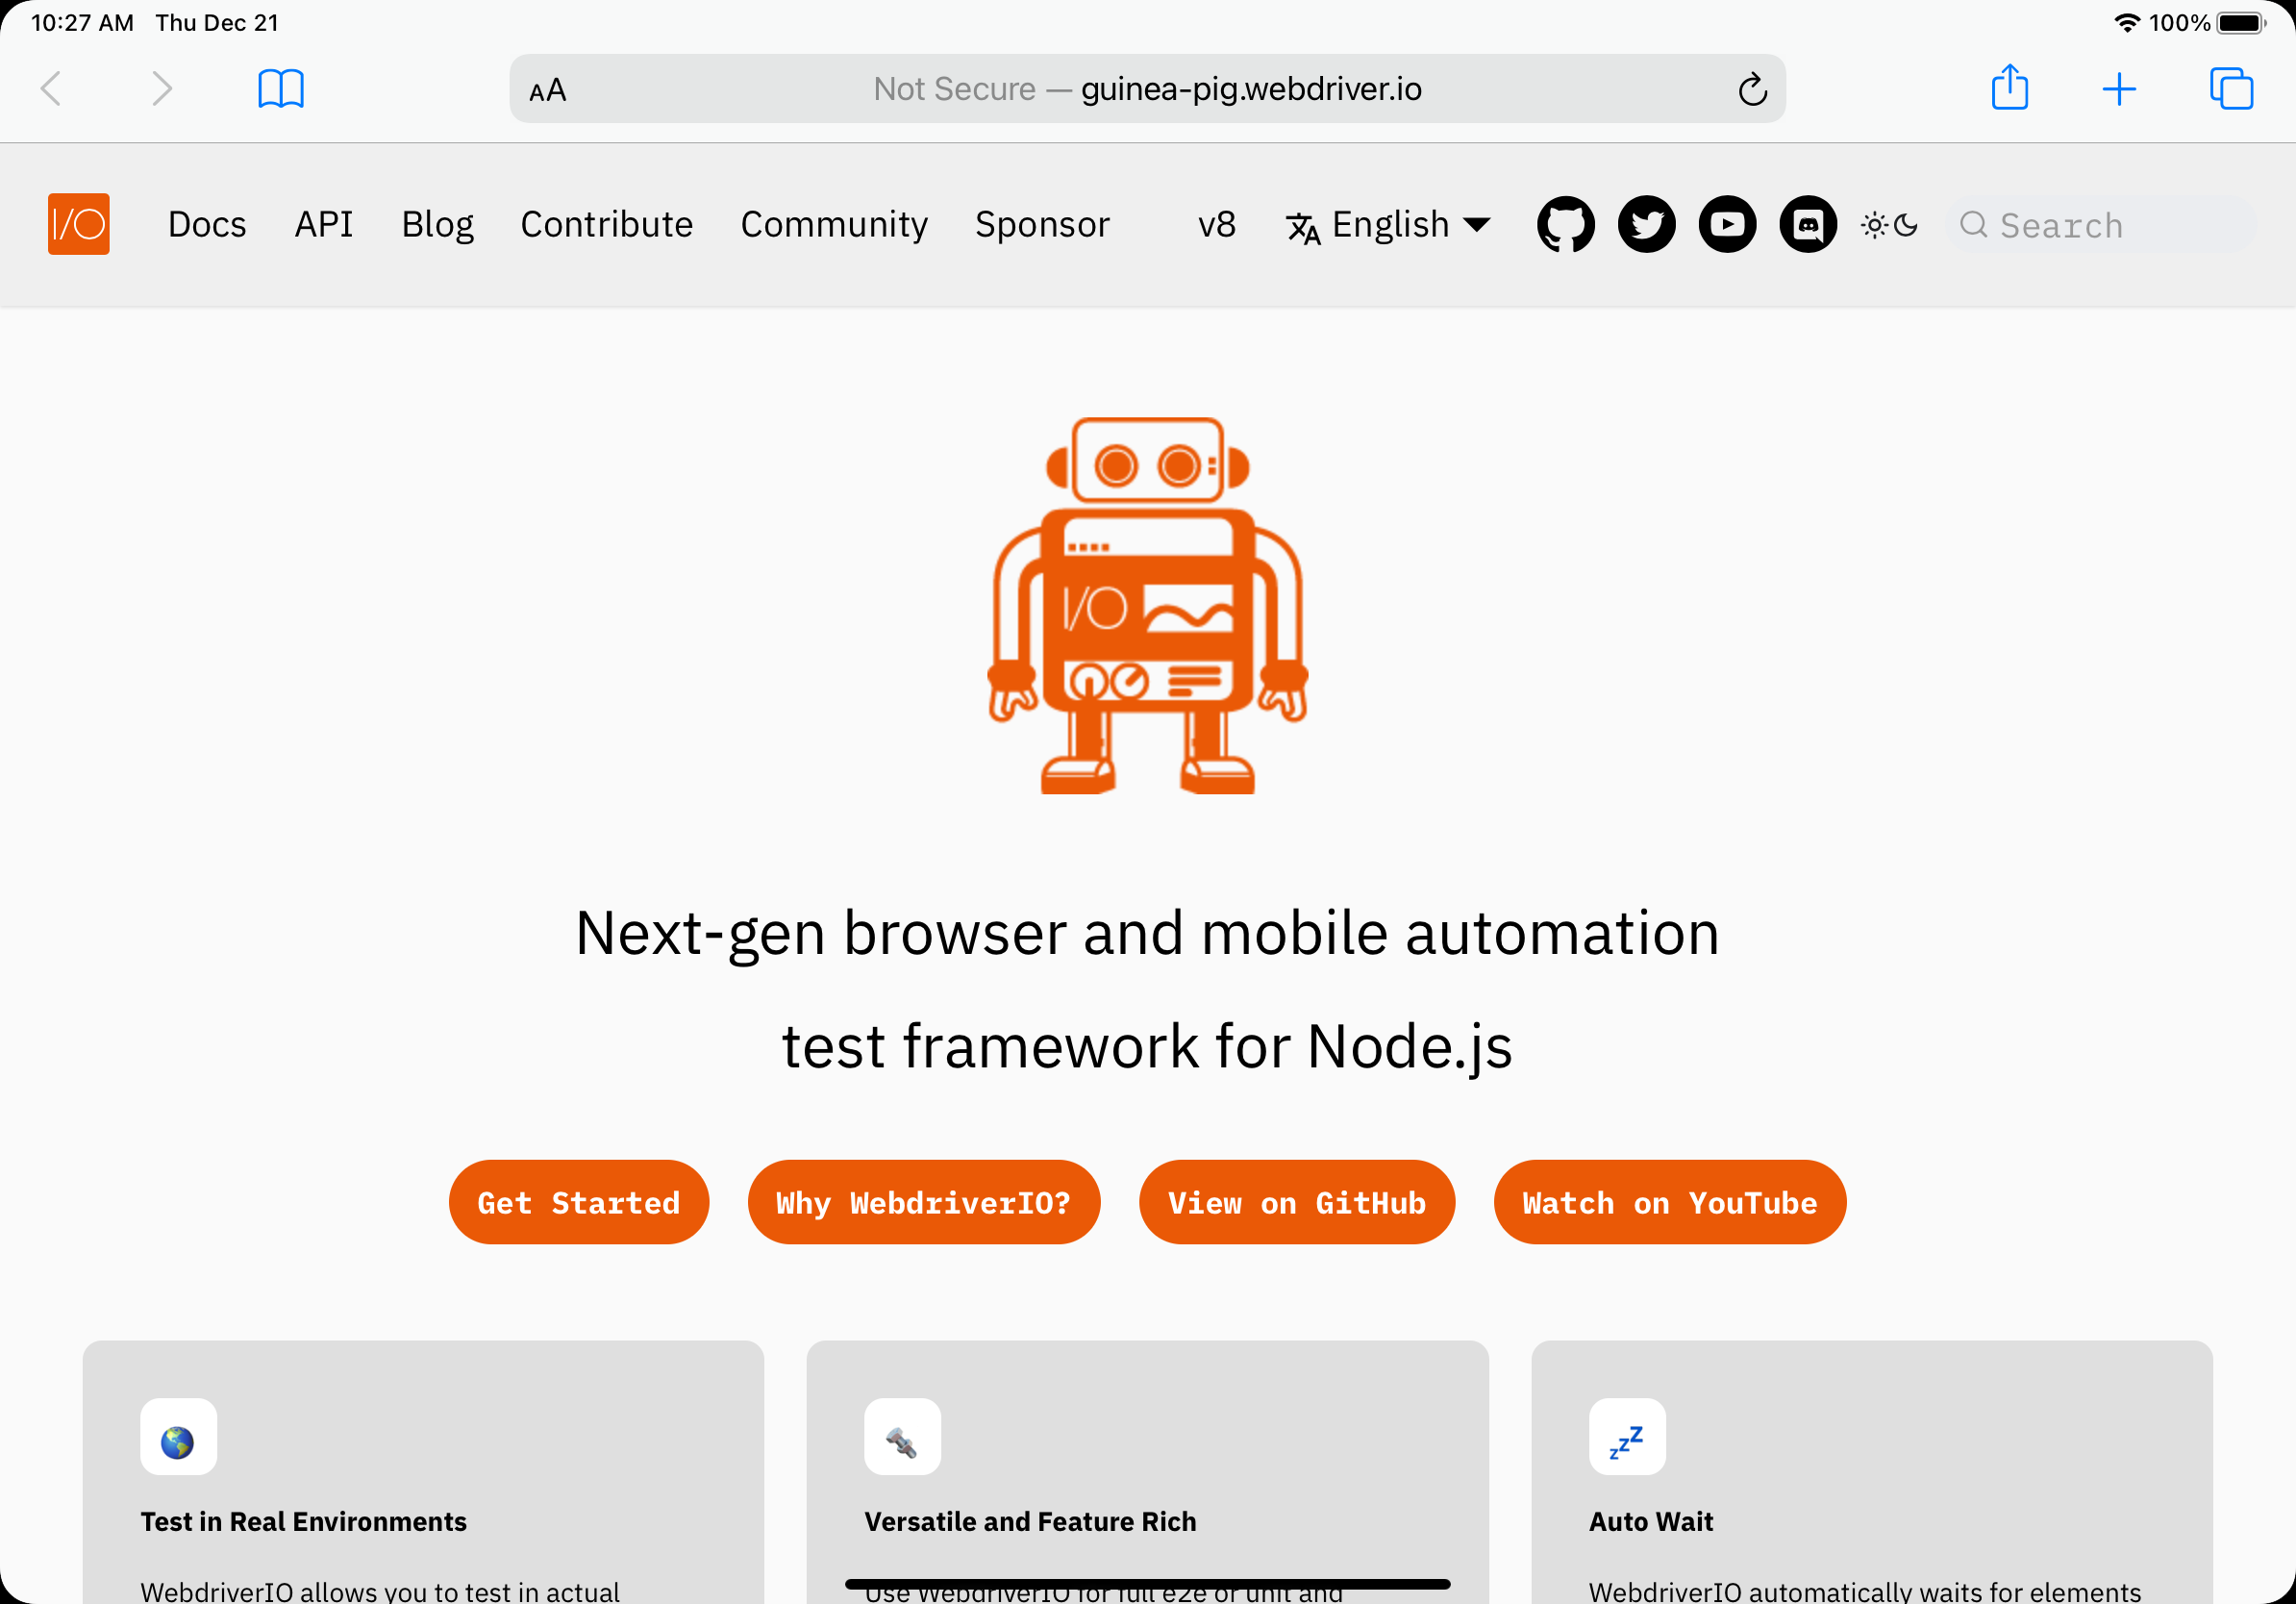 10:27 AM Thu Dec 21 100%
AA Not Secure — guinea-pig.webdriver.io
I/O Docs API Blog Contribute Community Sponsor v8 文A English Search
I/O
Next-gen browser and mobile automation
test framework for Node.js
Get Started Why WebdriverIO? View on GitHub Watch on YouTube
zzZ
Test in Real Environments Versatile and Feature Rich Auto Wait
WebdriverIO allows you to test in actual Use WebdriverIO for full e2e or unit and WebdriverIO automatically waits for elements